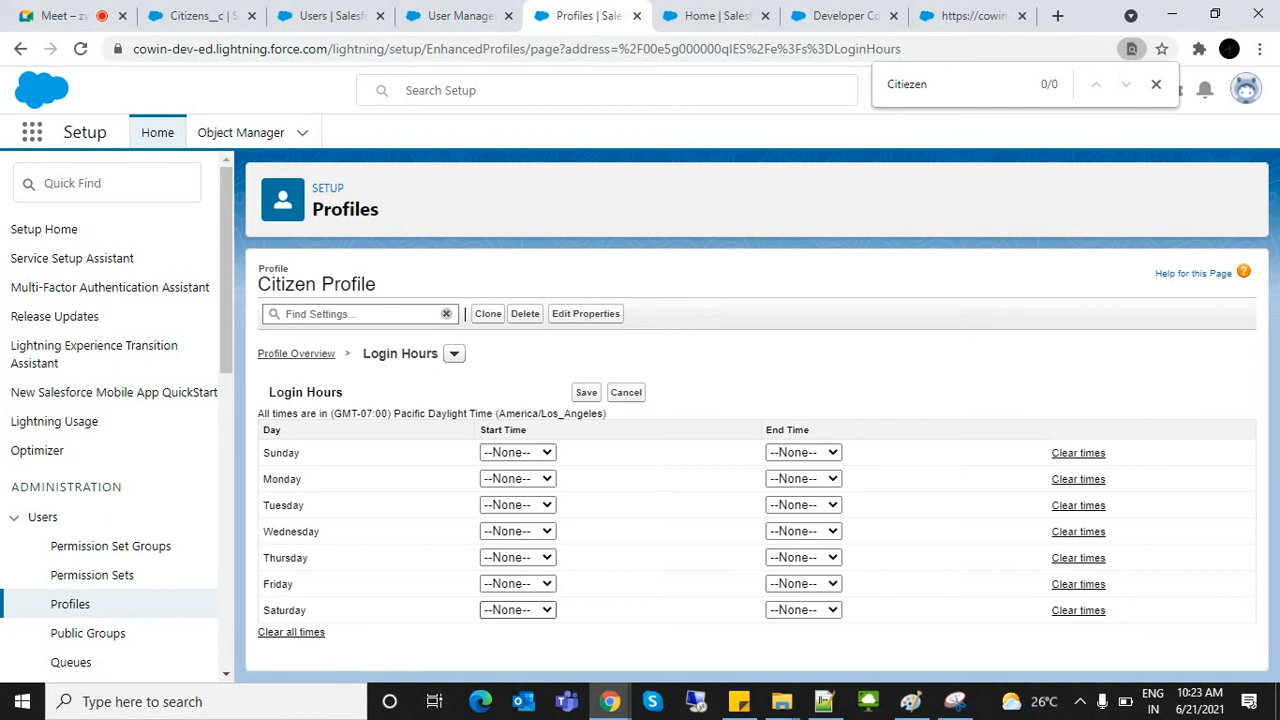 Meet – zv
Citizens__c | S
Users | Salesf
User Manage
Profiles | Sale
Home | Salesf
Developer Co
https://cowin
cowin-dev-ed.lightning.force.com/lightning/setup/EnhancedProfiles/page?address=%2F00e5g000000qIES%2Fe%3Fs%3DLoginHours
Citiezen 0/0
Search Setup
Setup Home Object Manager
Quick Find
Setup Home
Service Setup Assistant
Multi-Factor Authentication Assistant
Release Updates
Lightning Experience Transition
Assistant
New Salesforce Mobile App QuickStart
Lightning Usage
Optimizer
ADMINISTRATION
Users
Permission Set Groups
Permission Sets
Profiles
Public Groups
Queues
SETUP
Profiles
Profile
Citizen Profile
Help for this Page ?
Find Settings... | Clone Delete Edit Properties
Profile Overview > Login Hours
Login Hours Save Cancel
All times are in (GMT-07:00) Pacific Daylight Time (America/Los_Angeles)
Day Start Time End Time
Sunday --None-- --None-- Clear times
Monday --None-- --None-- Clear times
Tuesday --None-- --None-- Clear times
Wednesday --None-- --None-- Clear times
Thursday --None-- --None-- Clear times
Friday --None-- --None-- Clear times
Saturday --None-- --None-- Clear times
Clear all times
Type here to search
26°C
ENG
IN
10:23 AM
6/21/2021